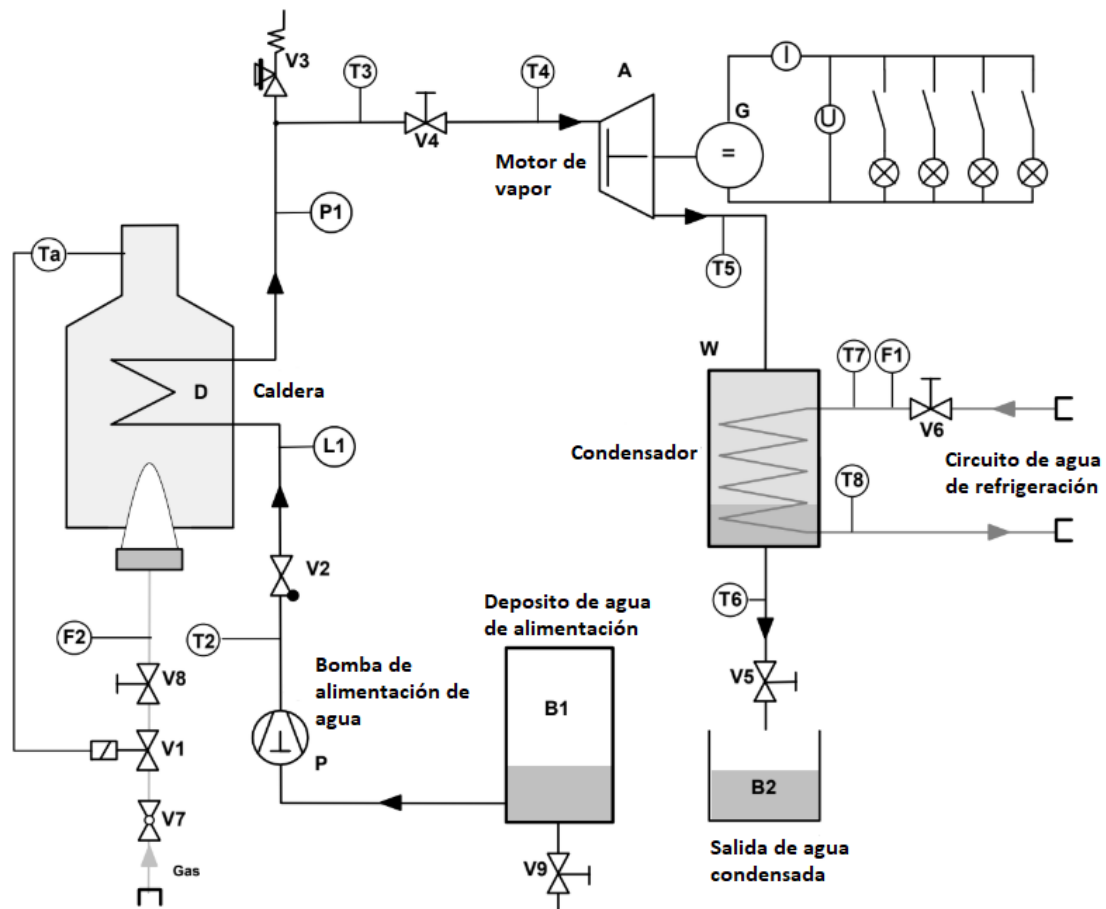 V3
T3
T4
A
I
G
V4
U
=
Motor de
vapor
P1
Ta
T5
W
T7
F1
D
Caldera
V6
L1
Condensador
Circuito de agua
de refrigeración
T8
V2
T6
Deposito de agua
de alimentación
F2
T2
V8
Bomba de
alimentación de
agua
V5
B1
V1
P
B2
V7
Salida de agua
condensada
Gas
V9